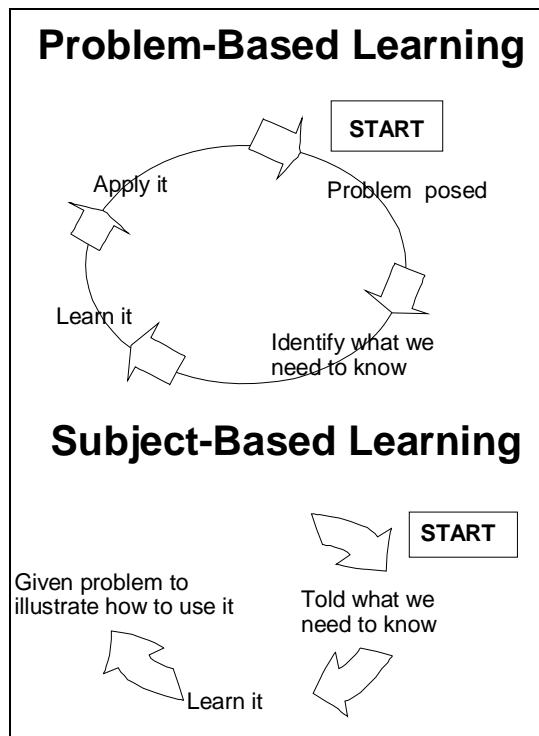 Problem-Based Learning
START
Problem posed
Identify what we
need to know
Learn it
Apply it
Subject-Based Learning
START
Told what we
need to know
Learn it
Given problem to
illustrate how to use it